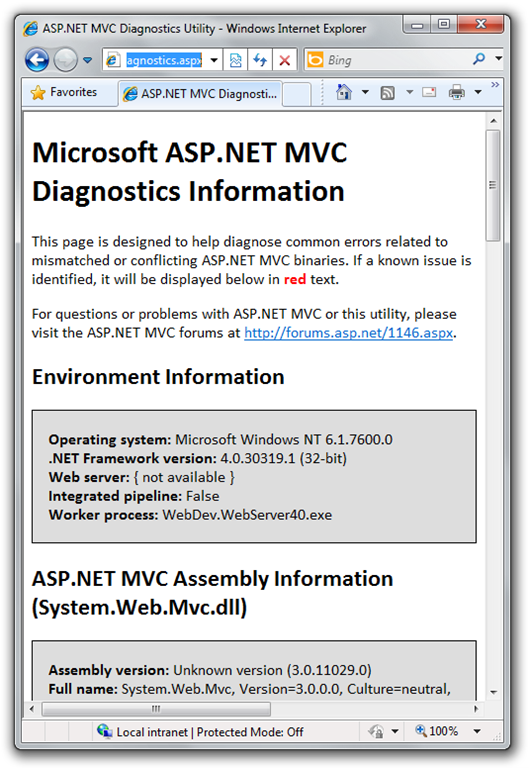 ASP.NET MVC Diagnostics Utility - Windows Internet Explorer
agnostics.aspx
Bing
Favorites
ASP.NET MVC Diagnosti...
Microsoft ASP.NET MVC
Diagnostics Information
This page is designed to help diagnose common errors related to
mismatched or conflicting ASP.NET MVC binaries. If a known issue is
identified, it will be displayed below in red text.
For questions or problems with ASP.NET MVC or this utility, please
visit the ASP.NET MVC forums at http://forums.asp.net/1146.aspx.
Environment Information
Operating system: Microsoft Windows NT 6.1.7600.0
.NET Framework version: 4.0.30319.1 (32-bit)
Web server: { not available }
Integrated pipeline: False
Worker process: WebDev.WebServer40.exe
ASP.NET MVC Assembly Information
(System.Web.Mvc.dll)
Assembly version: Unknown version (3.0.11029.0)
Full name: System.Web.Mvc, Version=3.0.0.0, Culture=neutral,
Local intranet | Protected Mode: Off
100%